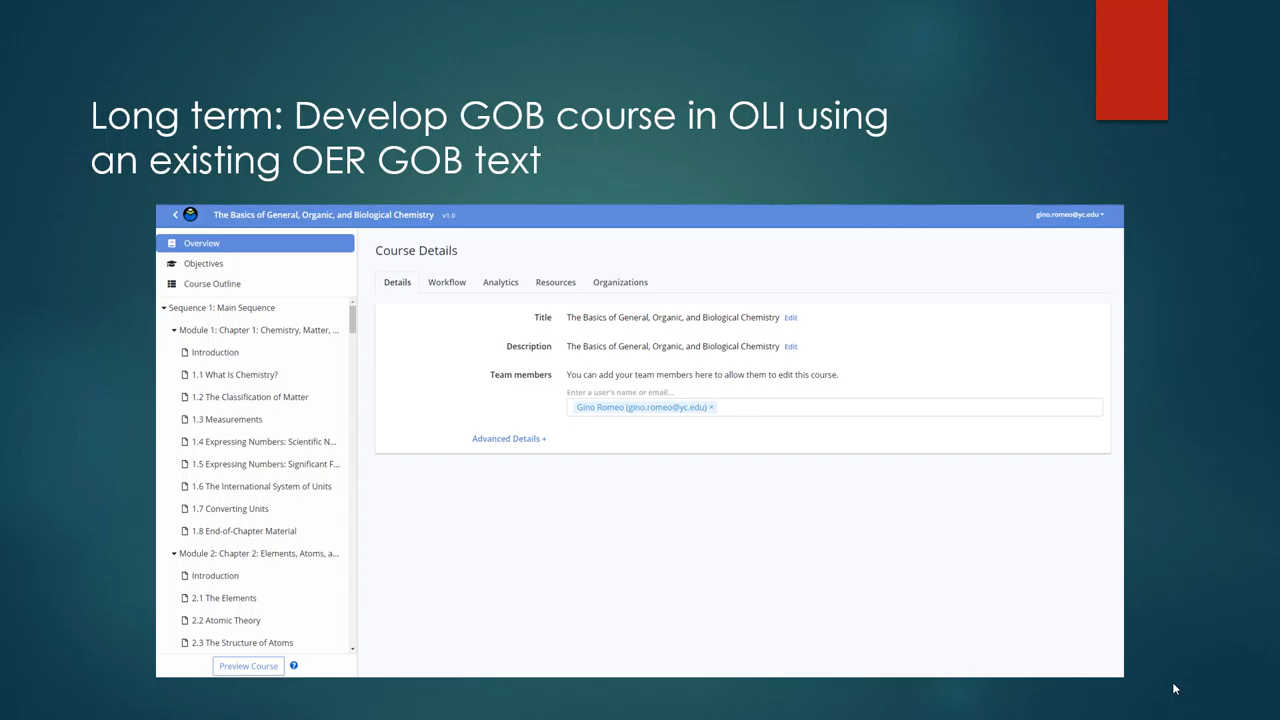 Long term: Develop GOB course in OLI using
an existing OER GOB text
The Basics of General, Organic, and Biological Chemistry v1.0
gino.romeo@yc.edu
Overview
Objectives
Course Outline
Sequence 1: Main Sequence
Module 1: Chapter 1: Chemistry, Matter, ...
Introduction
1.1 What Is Chemistry?
1.2 The Classification of Matter
1.3 Measurements
1.4 Expressing Numbers: Scientific N...
1.5 Expressing Numbers: Significant F...
1.6 The International System of Units
1.7 Converting Units
1.8 End-of-Chapter Material
Module 2: Chapter 2: Elements, Atoms, a...
Introduction
2.1 The Elements
2.2 Atomic Theory
2.3 The Structure of Atoms
Preview Course ?
Course Details
Details Workflow Analytics Resources Organizations
Title The Basics of General, Organic, and Biological Chemistry Edit
Description The Basics of General, Organic, and Biological Chemistry Edit
Team members You can add your team members here to allow them to edit this course.
Enter a user's name or email...
Gino Romeo (gino.romeo@yc.edu) ×
Advanced Details +